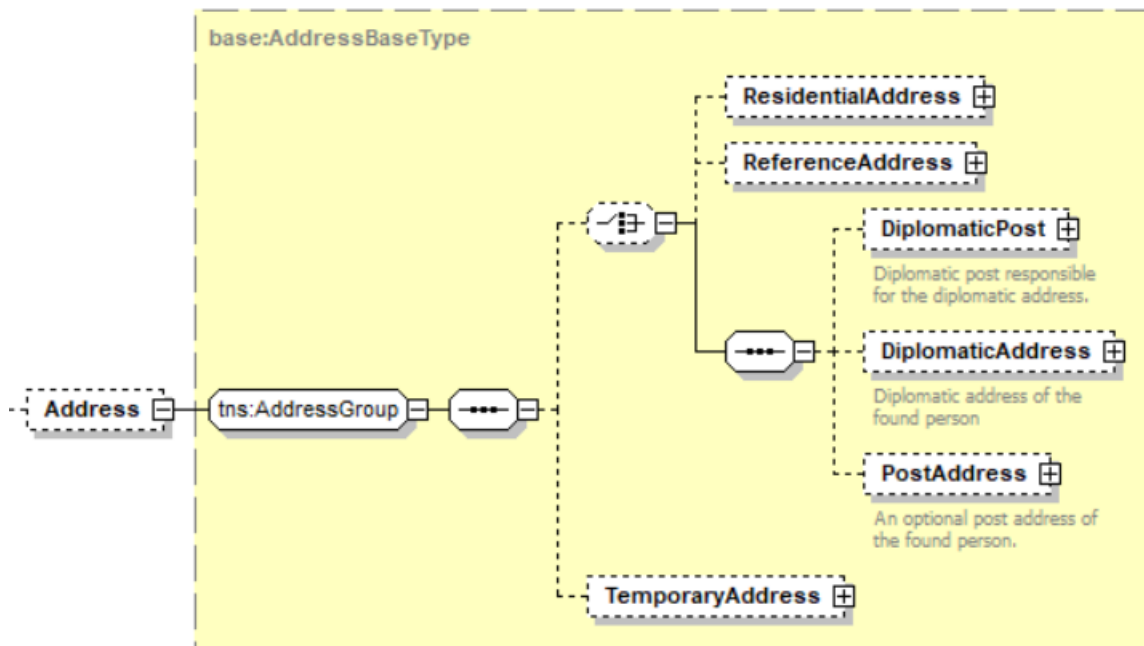 base:AddressBaseType
ResidentialAddress
ReferenceAddress
DiplomaticPost
Diplomatic post responsible
for the diplomatic address.
DiplomaticAddress
Diplomatic address of the
found person
Address
tns:AddressGroup
PostAddress
An optional post address of
the found person.
TemporaryAddress